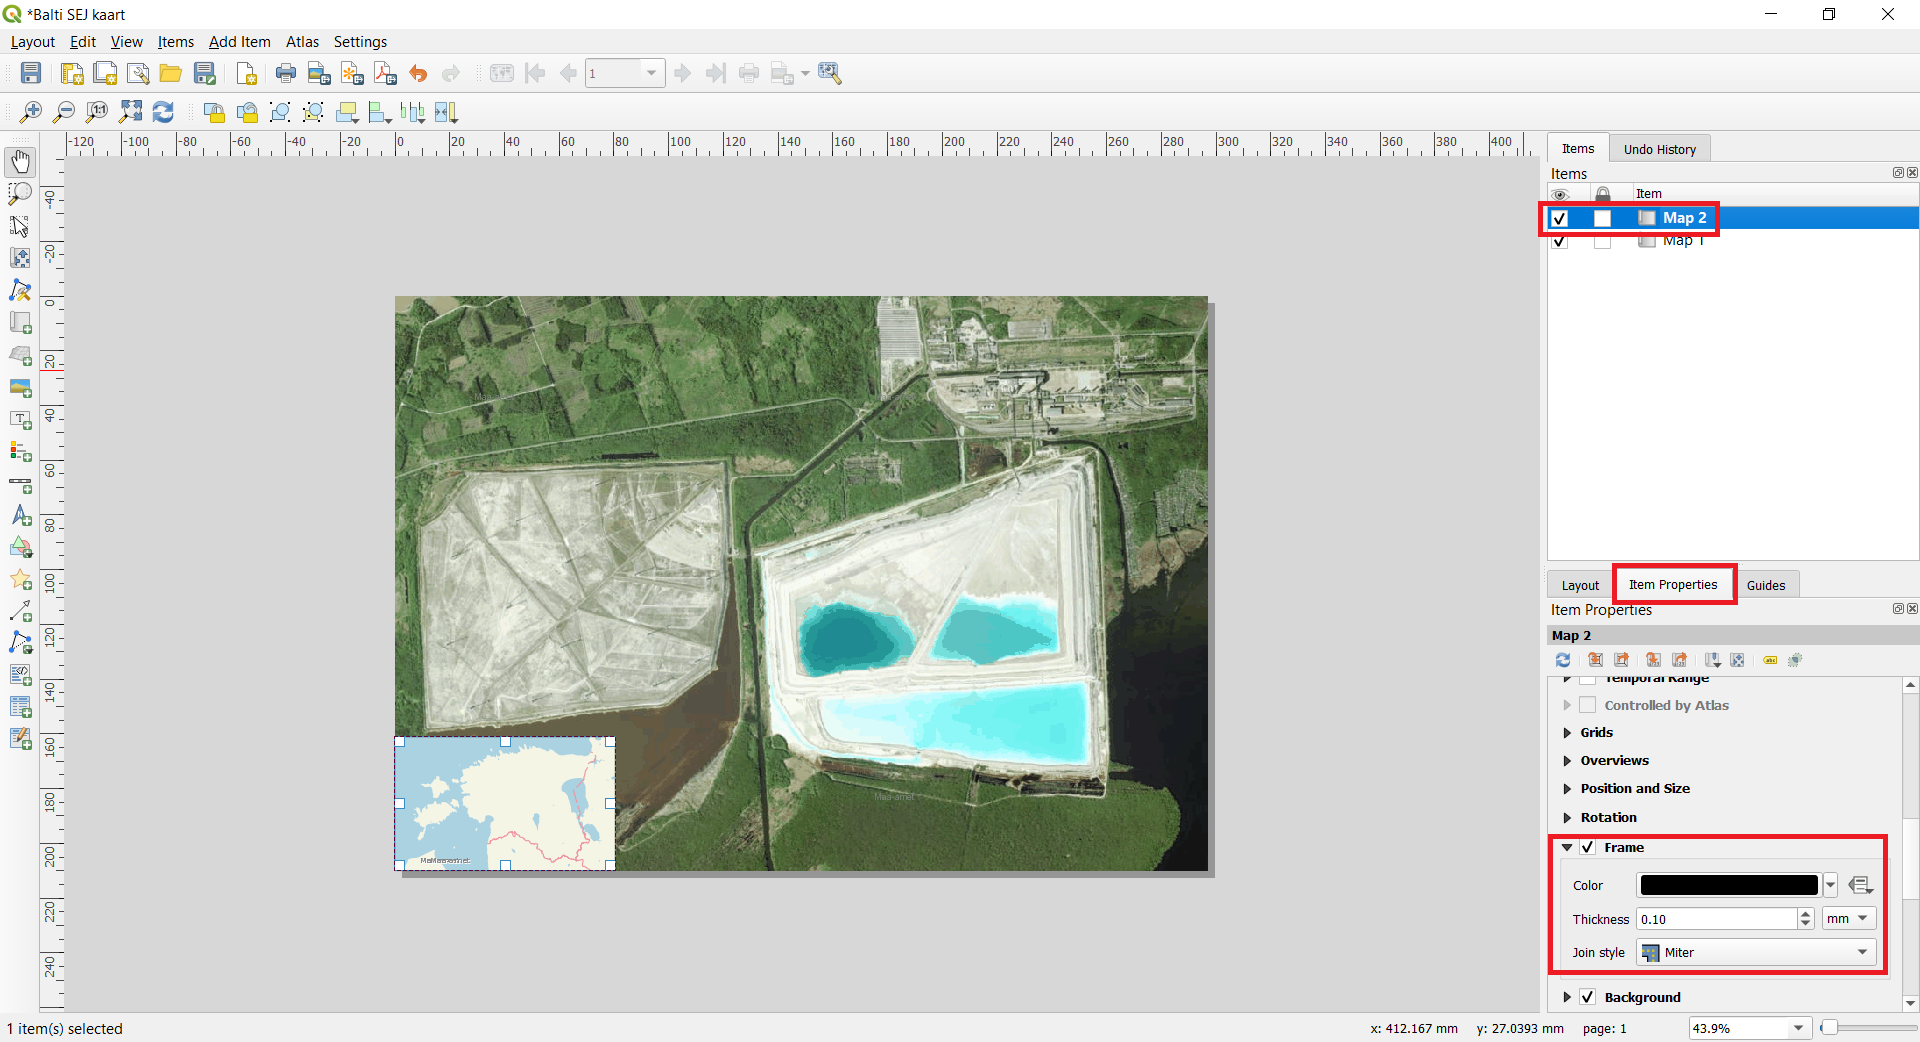 *Balti SEJ kaart
Layout Edit View Items Add Item Atlas Settings
1
-120 -100 -80 -60 -40 -20 0 20 40 60 80 100 120 140 160 180 200 220 240 260 280 300 320 340 360 380 400
-40
-20
0
20
40
60
80
100
120
140
160
180
200
220
240
Maa-amet
Items Undo History
Items
Item
Map 2
Map 1
Layout Item Properties Guides
Item Properties
Map 2
Temporal Range
Controlled by Atlas
Grids
Overviews
Position and Size
Rotation
Frame
Color
Thickness 0.10 mm
Join style Miter
Background
1 item(s) selected
x: 412.167 mm y: 27.0393 mm page: 1 43.9%